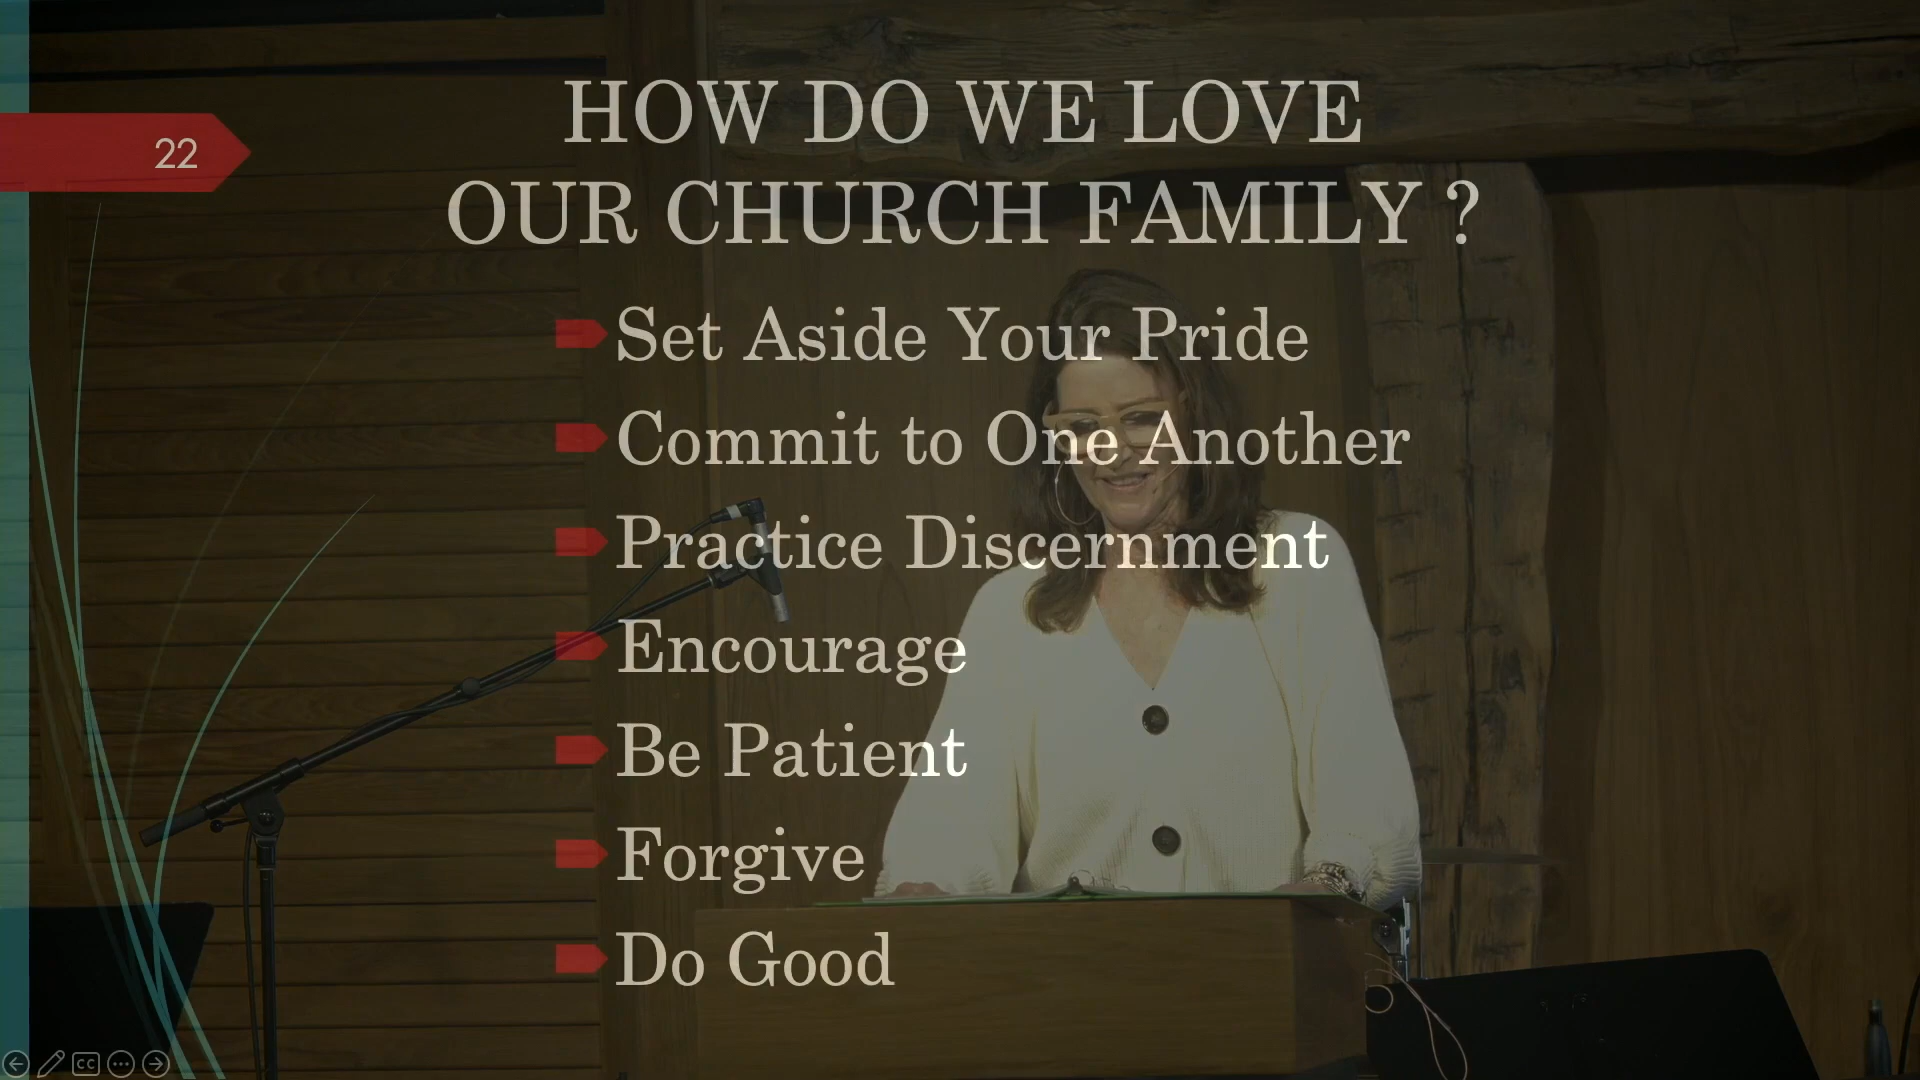 22
HOW DO WE LOVE
OUR CHURCH FAMILY ?
Set Aside Your Pride
Commit to One Another
Practice Discernment
Encourage
Be Patient
Forgive
Do Good
CC